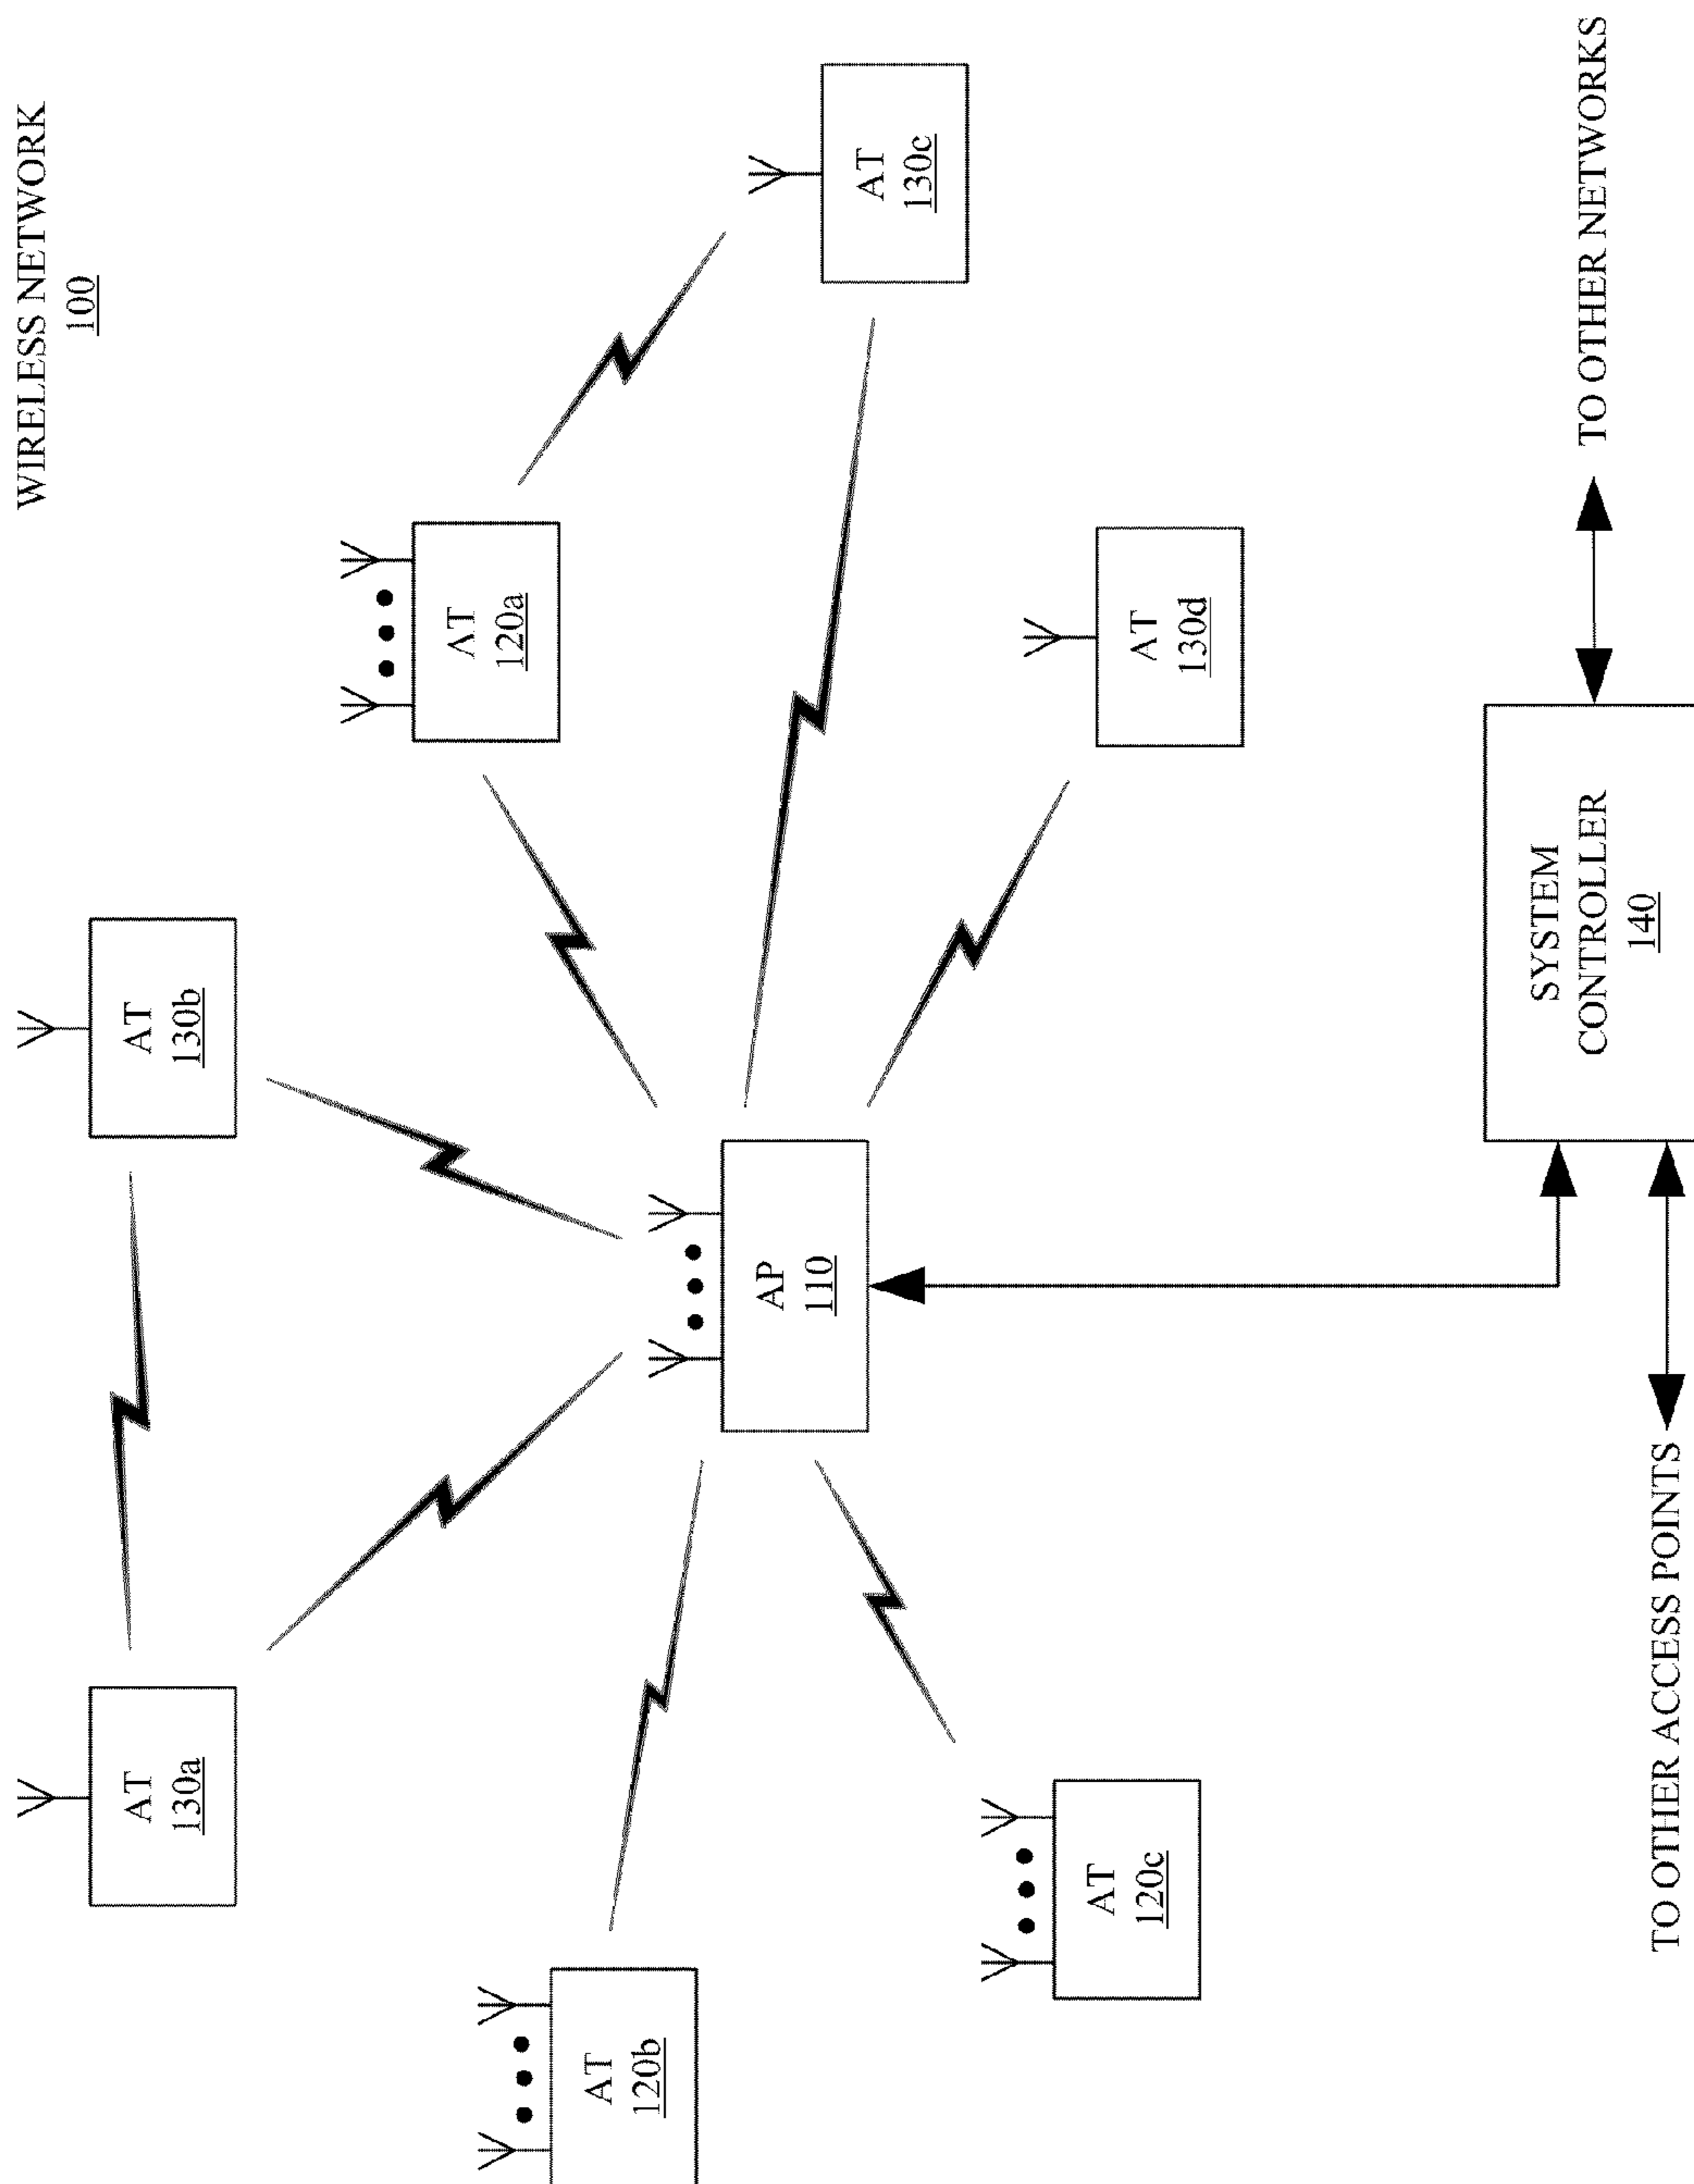 WIRELESS NETWORK
100
AT
130a
AT
130b
AT
120a
AT
120b
AP
110
AT
130c
AT
120c
AT
130d
SYSTEM
CONTROLLER
140
TO OTHER NETWORKS
TO OTHER ACCESS POINTS